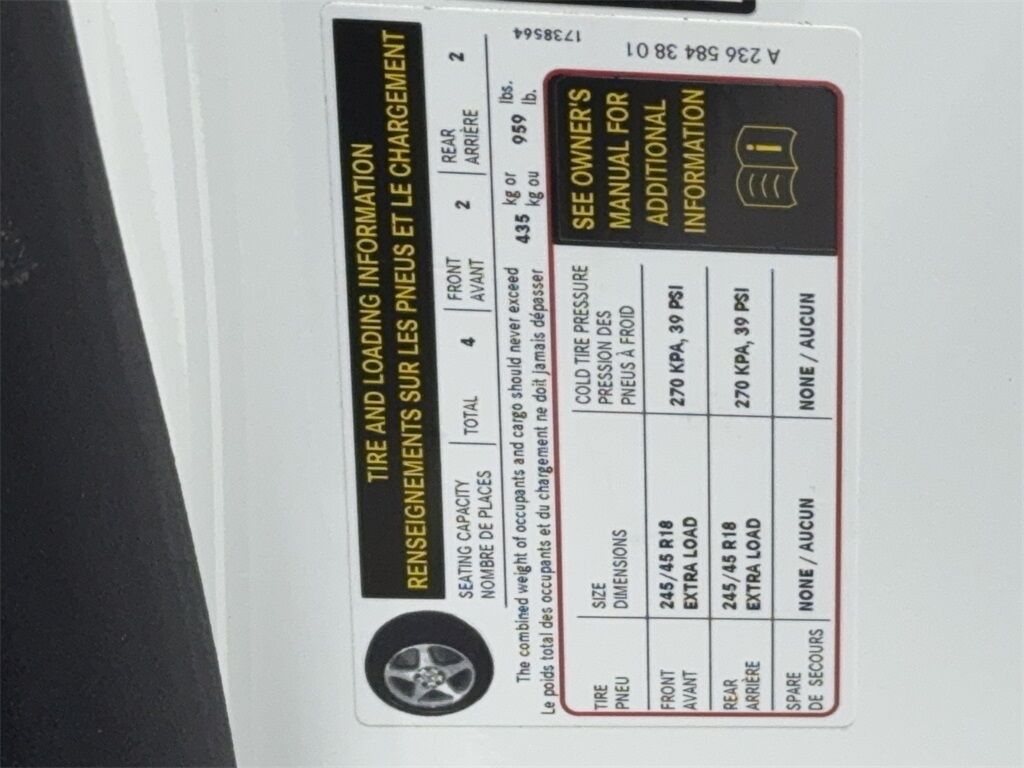 TIRE AND LOADING INFORMATION
RENSEIGNEMENTS SUR LES PNEUS ET LE CHARGEMENT
SEATING CAPACITY
NOMBRE DE PLACES
TOTAL 4
FRONT
AVANT
2
REAR
ARRIÈRE
2
The combined weight of occupants and cargo should never exceed 435 kg or 959 lbs.
Le poids total des occupants et du chargement ne doit jamais dépasser kg ou lb.
TIRE
PNEU
SIZE
DIMENSIONS
COLD TIRE PRESSURE
PRESSION DES
PNEUS À FROID
FRONT
AVANT
245/45 R18
EXTRA LOAD
270 KPA, 39 PSI
REAR
ARRIÈRE
245/45 R18
EXTRA LOAD
270 KPA, 39 PSI
SPARE
DE SECOURS
NONE / AUCUN
NONE / AUCUN
SEE OWNER'S
MANUAL FOR
ADDITIONAL
INFORMATION
i
1738564
A 236 584 38 01